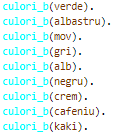 culori_b(verde).
culori_b(albastru).
culori_b(mov).
culori_b(gri).
culori_b(alb).
culori_b(negru).
culori_b(crem).
culori_b(cafeniu).
culori_b(kaki).